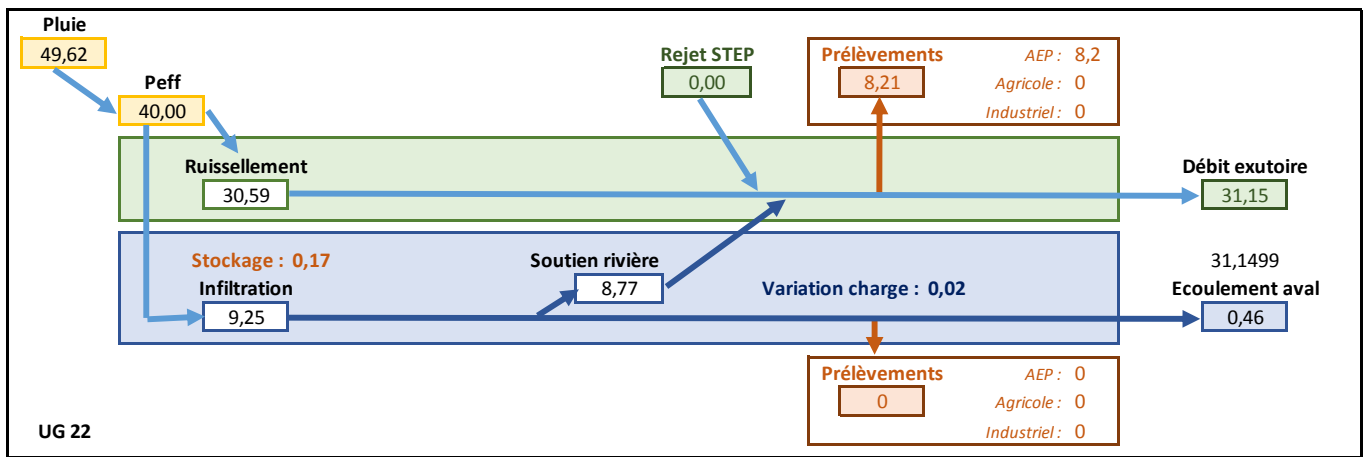 Pluie
49,62
Peff
40,00
Rejet STEP
0,00
Prélèvements
8,21
AEP : 8,2
Agricole : 0
Industriel : 0
Ruissellement
30,59
Débit exutoire
31,15
Stockage : 0,17
Infiltration
9,25
Soutien rivière
8,77
Variation charge : 0,02
31,1499
Ecoulement aval
0,46
Prélèvements
0
AEP : 0
Agricole : 0
Industriel : 0
UG 22